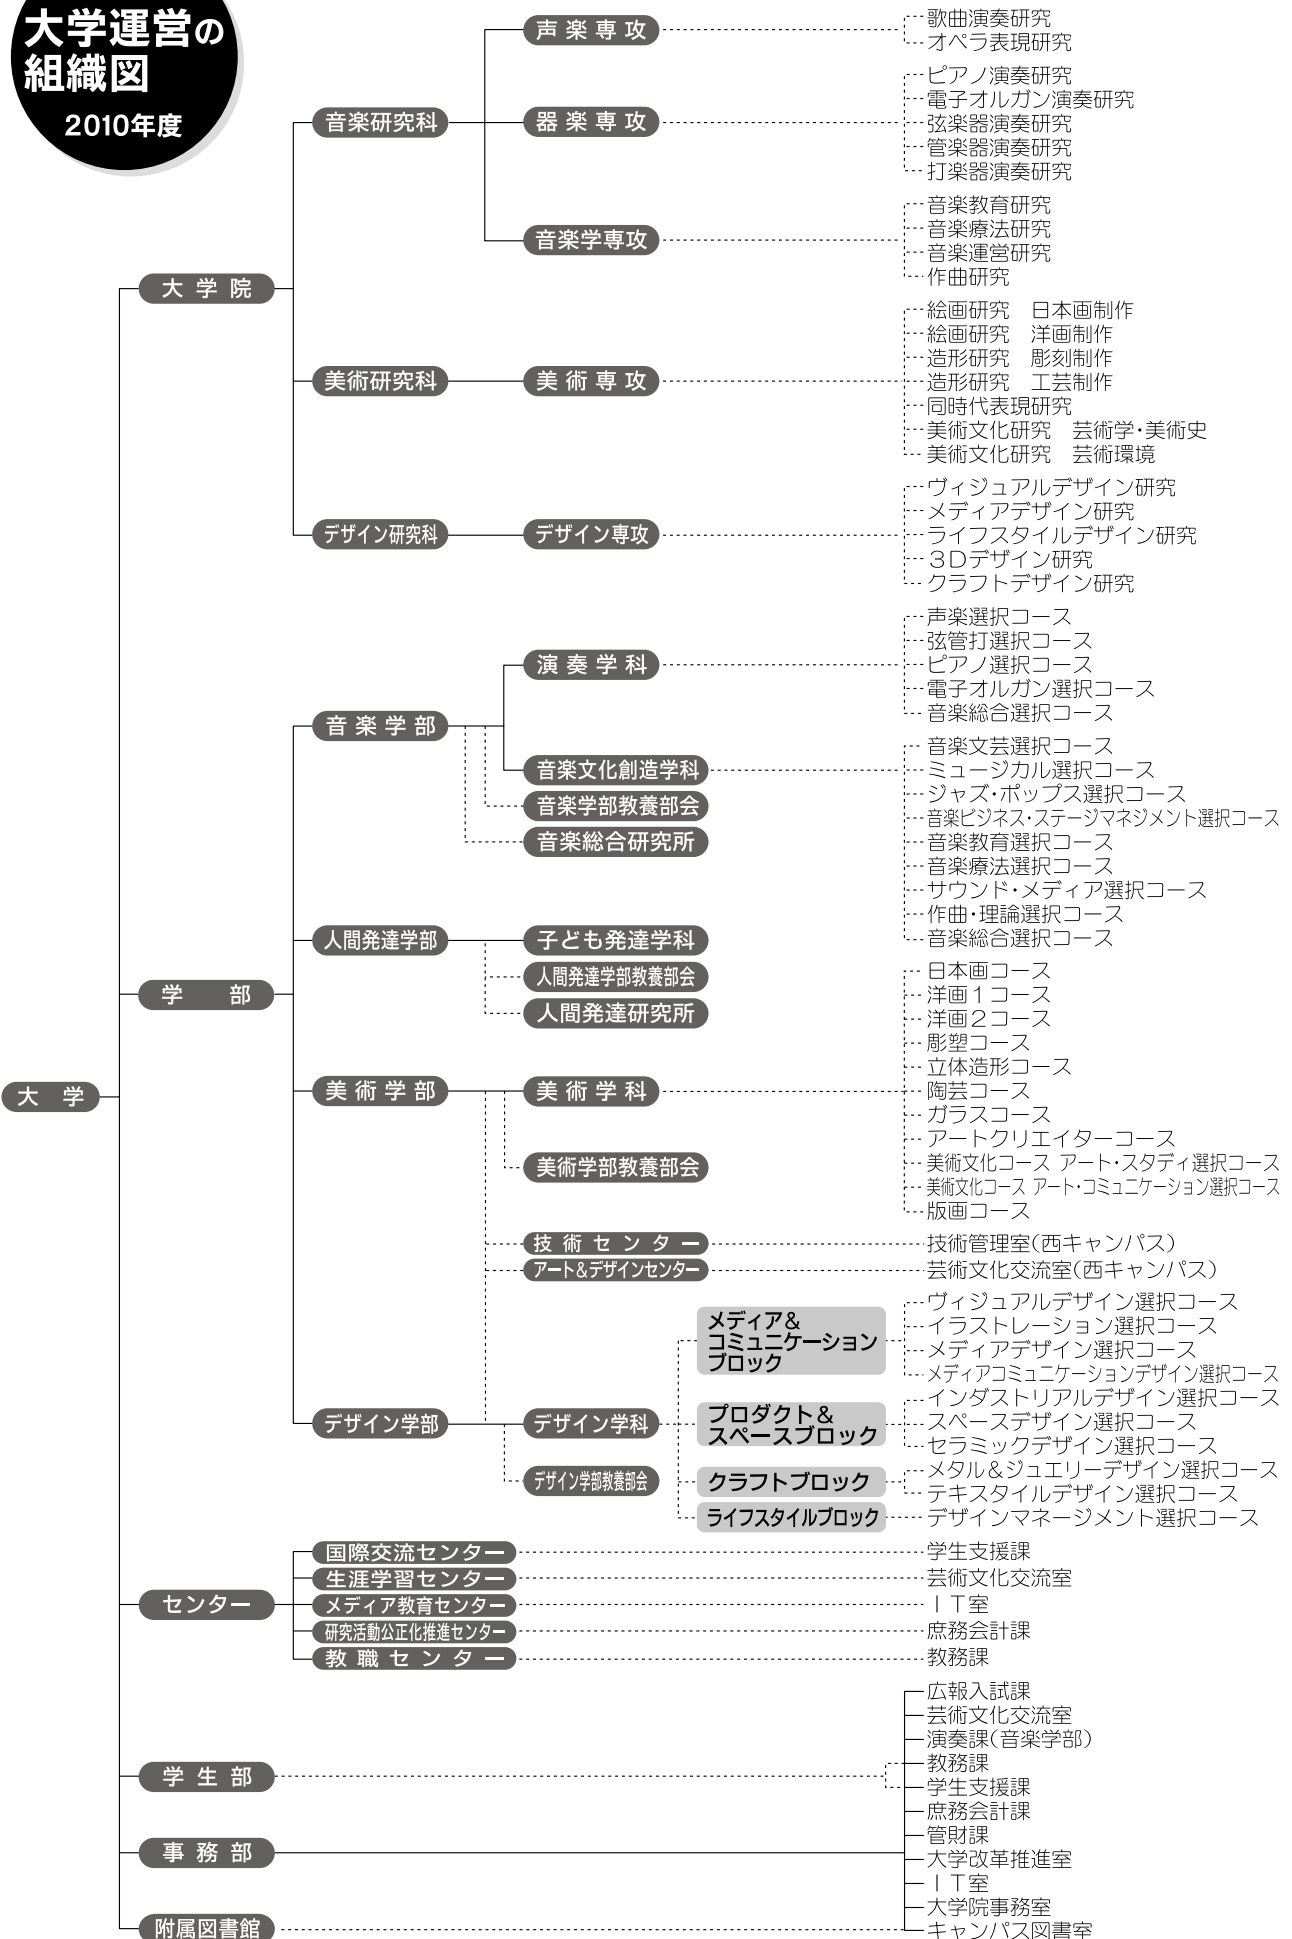 大学運営の
組織図
2010年度
大学
大学院
音楽研究科
声楽専攻
歌曲演奏研究
オペラ表現研究
器楽専攻
ピアノ演奏研究
電子オルガン演奏研究
弦楽器演奏研究
管楽器演奏研究
打楽器演奏研究
音楽学専攻
音楽教育研究
音楽療法研究
音楽運営研究
作曲研究
美術研究科
美術専攻
絵画研究　日本画制作
絵画研究　洋画制作
造形研究　彫刻制作
造形研究　工芸制作
同時代表現研究
美術文化研究　芸術学・美術史
美術文化研究　芸術環境
デザイン研究科
デザイン専攻
ヴィジュアルデザイン研究
メディアデザイン研究
ライフスタイルデザイン研究
３Ｄデザイン研究
クラフトデザイン研究
学部
音楽学部
演奏学科
声楽選択コース
弦管打選択コース
ピアノ選択コース
電子オルガン選択コース
音楽総合選択コース
音楽文化創造学科
音楽文芸選択コース
ミュージカル選択コース
ジャズ・ポップス選択コース
音楽ビジネス・ステージマネジメント選択コース
音楽教育選択コース
音楽療法選択コース
サウンド・メディア選択コース
作曲・理論選択コース
音楽総合選択コース
音楽学部教養部会
音楽総合研究所
人間発達学部
子ども発達学科
人間発達学部教養部会
人間発達研究所
美術学部
美術学科
日本画コース
洋画１コース
洋画２コース
彫塑コース
立体造形コース
陶芸コース
ガラスコース
アートクリエイターコース
美術文化コース アート・スタディ選択コース
美術文化コース アート・コミュニケーション選択コース
版画コース
美術学部教養部会
技術センター
技術管理室（西キャンパス）
アート＆デザインセンター
芸術文化交流室（西キャンパス）
デザイン学部
デザイン学科
メディア＆
コミュニケーション
ブロック
ヴィジュアルデザイン選択コース
イラストレーション選択コース
メディアデザイン選択コース
メディアコミュニケーションデザイン選択コース
プロダクト＆
スペースブロック
インダストリアルデザイン選択コース
スペースデザイン選択コース
セラミックデザイン選択コース
クラフトブロック
メタル＆ジュエリーデザイン選択コース
テキスタイルデザイン選択コース
ライフスタイルブロック
デザインマネージメント選択コース
デザイン学部教養部会
センター
国際交流センター
学生支援課
生涯学習センター
芸術文化交流室
メディア教育センター
ＩＴ室
研究活動公正化推進センター
庶務会計課
教職センター
教務課
学生部
事務部
附属図書館
広報入試課
芸術文化交流室
演奏課（音楽学部）
教務課
学生支援課
庶務会計課
管財課
大学改革推進室
ＩＴ室
大学院事務室
キャンパス図書室